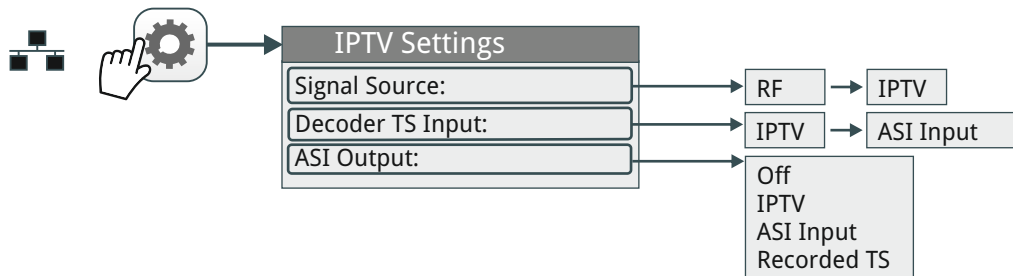 IPTV Settings
Signal Source:
RF
IPTV
Decoder TS Input:
IPTV
ASI Input
ASI Output:
Off
IPTV
ASI Input
Recorded TS